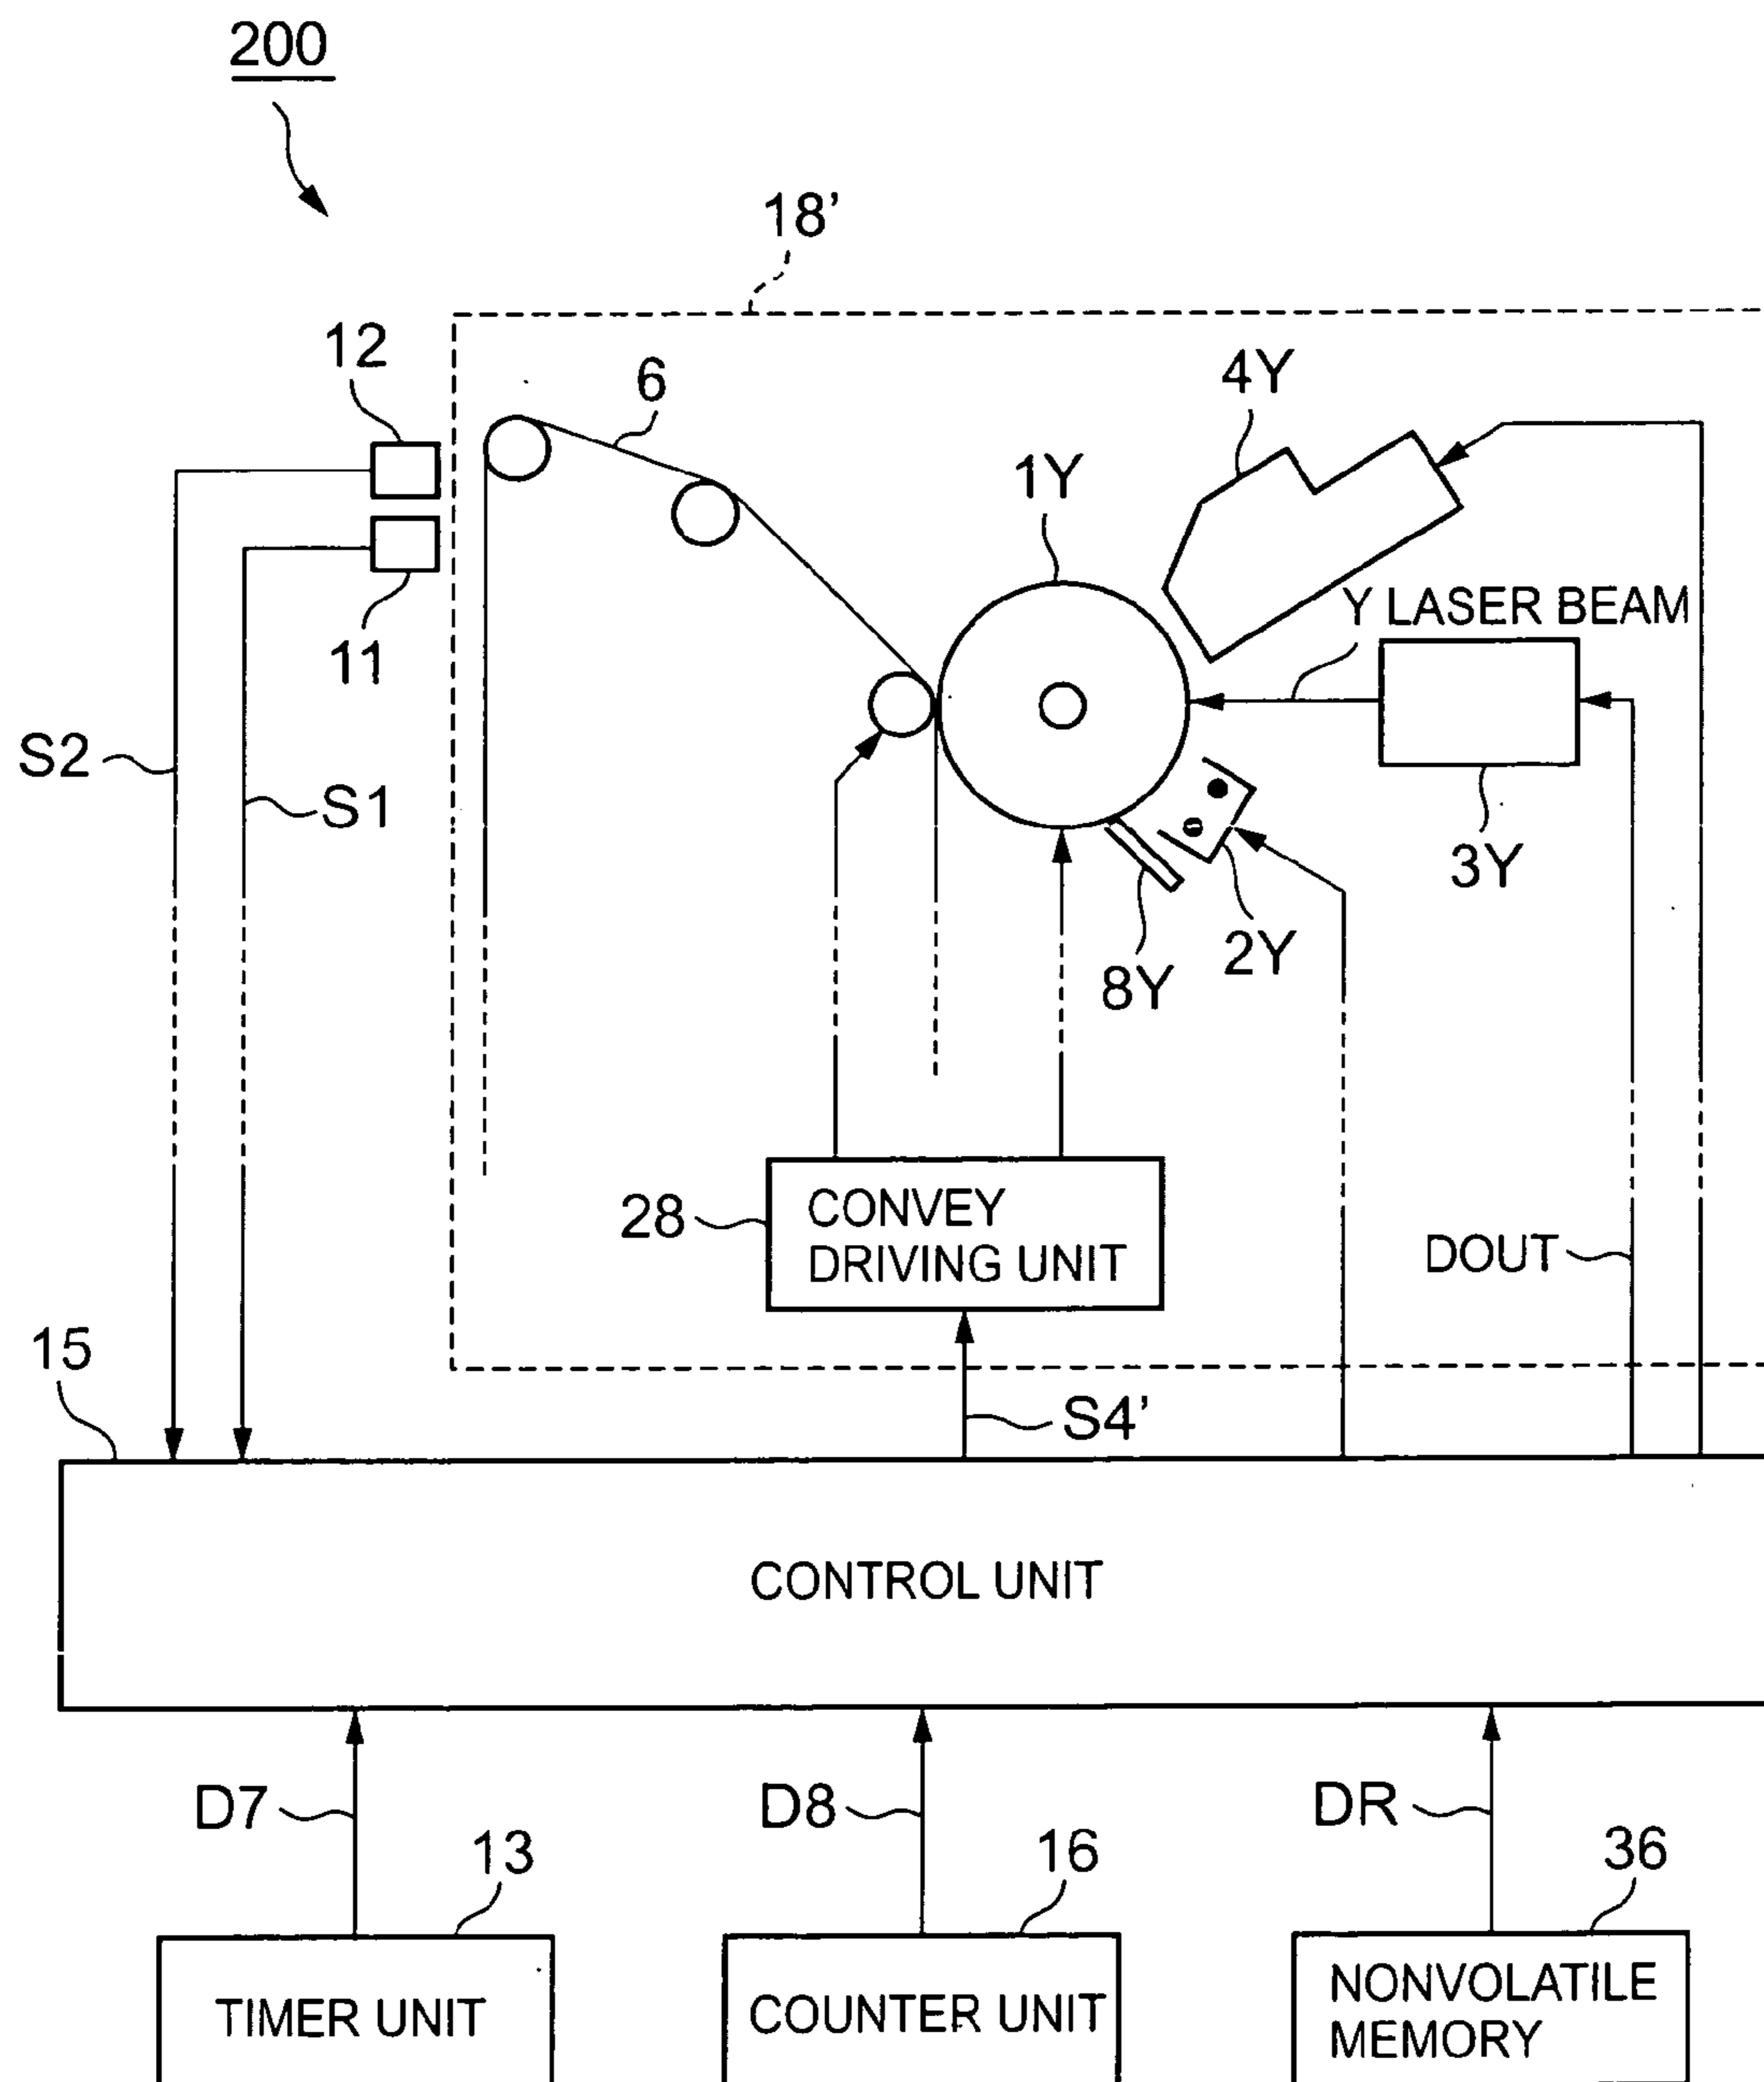 200
18’
12
6
4Y
1Y
Y LASER BEAM
11
S2
S1
3Y
2Y
8Y
28
CONVEY
DRIVING UNIT
DOUT
15
S4’
CONTROL UNIT
D7
D8
DR
13
16
36
TIMER UNIT
COUNTER UNIT
NONVOLATILE
MEMORY